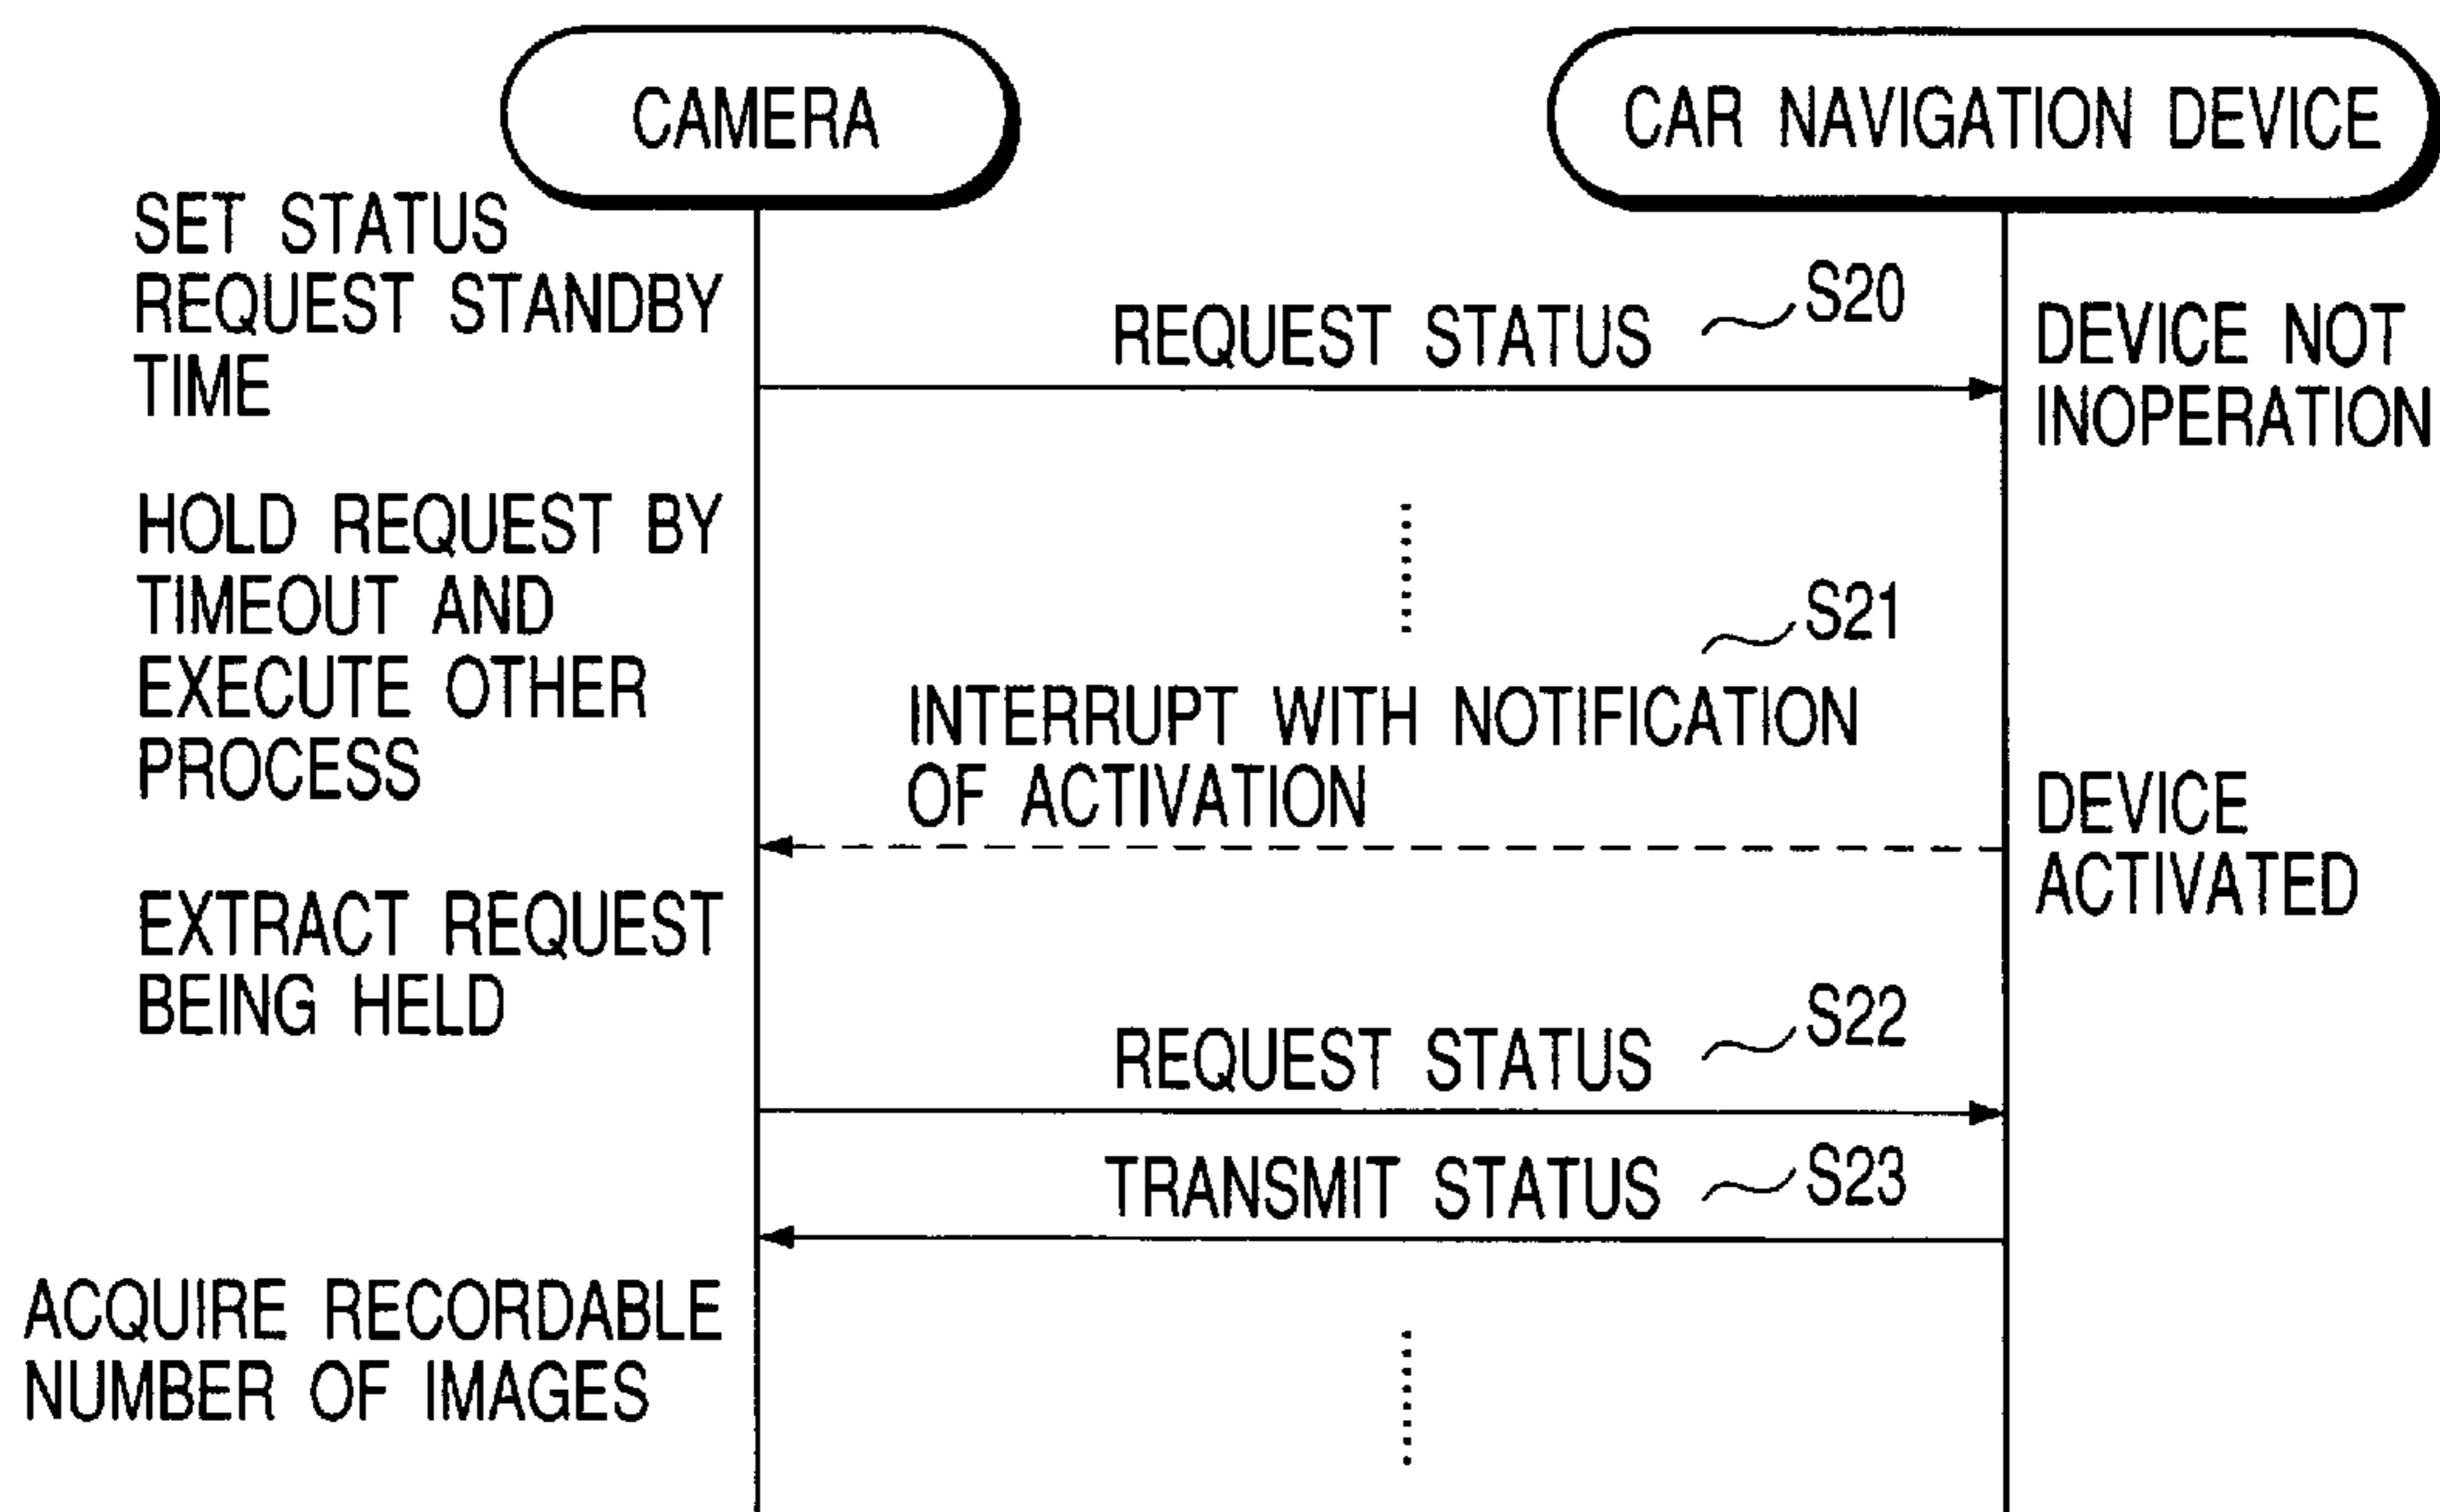 CAMERA
CAR NAVIGATION DEVICE
SET STATUS
REQUEST STANDBY
TIME
REQUEST STATUS
S20
DEVICE NOT
INOPERATION
HOLD REQUEST BY
TIMEOUT AND
EXECUTE OTHER
PROCESS
S21
INTERRUPT WITH NOTIFICATION
OF ACTIVATION
DEVICE
ACTIVATED
EXTRACT REQUEST
BEING HELD
REQUEST STATUS
S22
TRANSMIT STATUS
S23
ACQUIRE RECORDABLE
NUMBER OF IMAGES